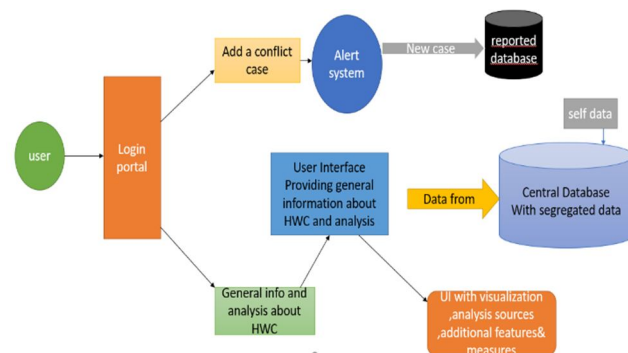 user
Login
portal
Add a conflict
case
Alert
system
New case
reported
database
self data
User Interface
Providing general
information about
HWC and analysis
Data from
Central Database
With segregated data
General info and
analysis about
HWC
UI with visualization
,analysis sources
,additional features&
measures